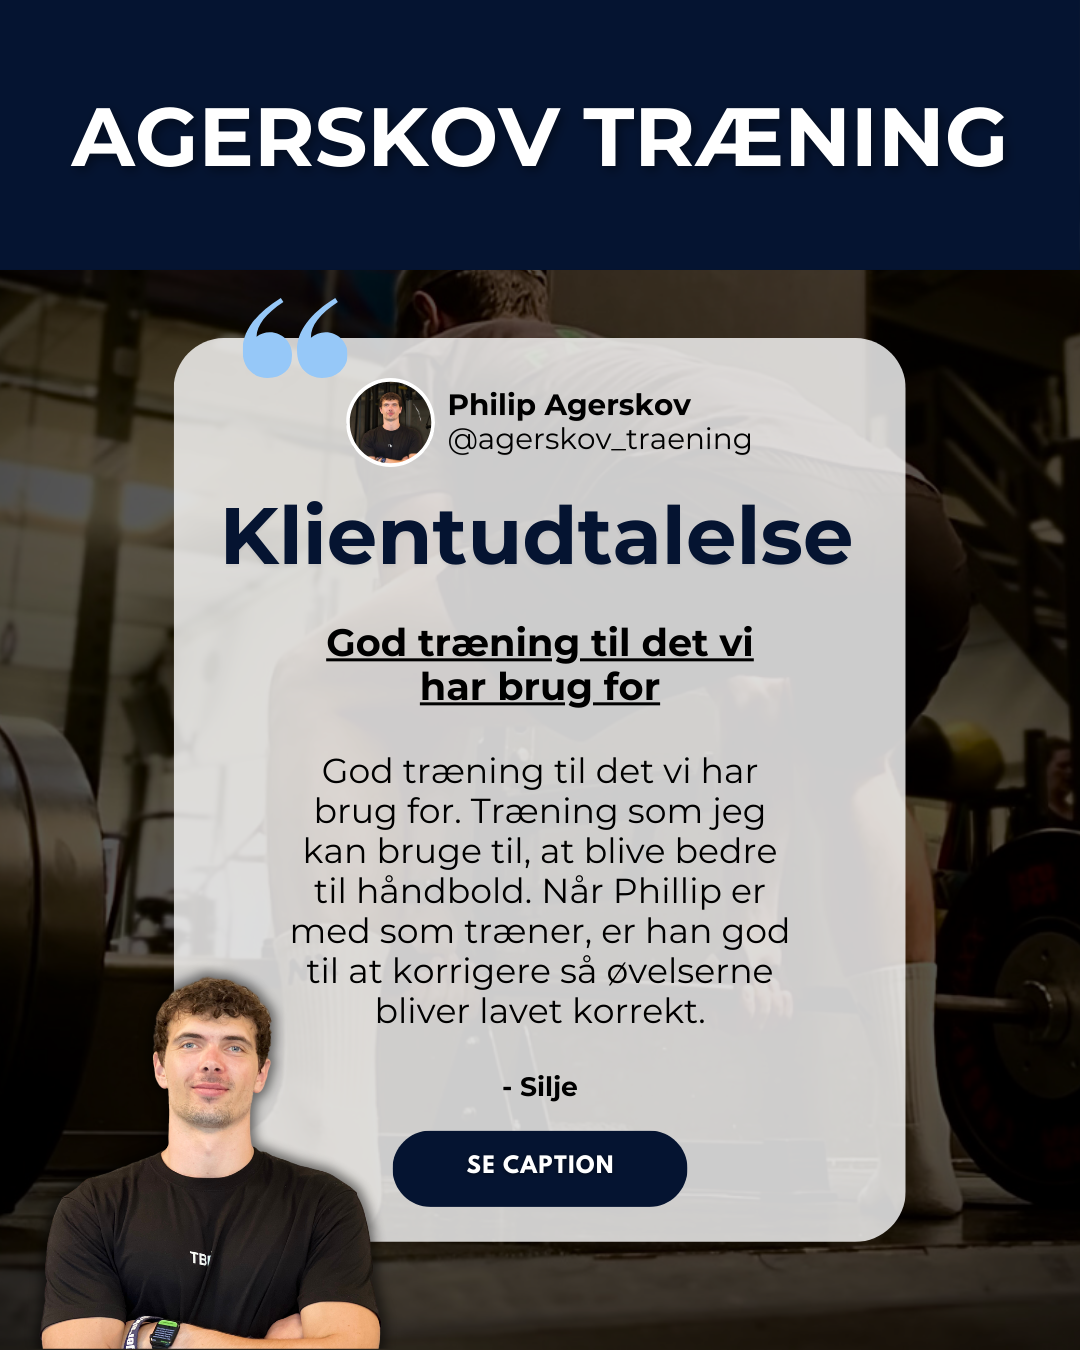 AGERSKOV TRÆNING
Philip Agerskov
@agerskov_traening
Klientudtalelse
God træning til det vi
har brug for
God træning til det vi har
brug for. Træning som jeg
kan bruge til, at blive bedre
til håndbold. Når Phillip er
med som træner, er han god
til at korrigere så øvelserne
bliver lavet korrekt.
- Silje
SE CAPTION